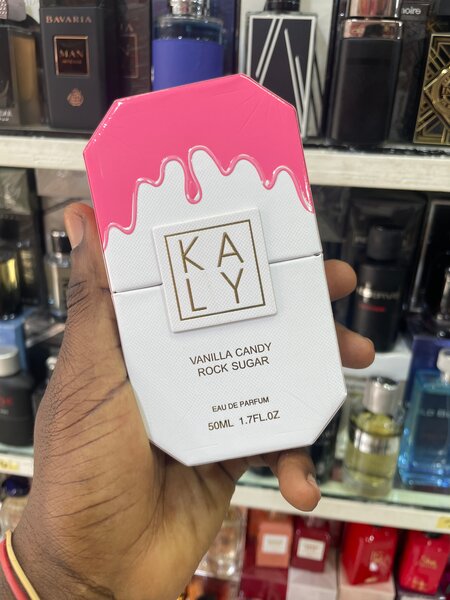 BAVARIA
MAN
KA
LY
VANILLA CANDY
ROCK SUGAR
EAU DE PARFUM
50ML 1.7FL.OZ